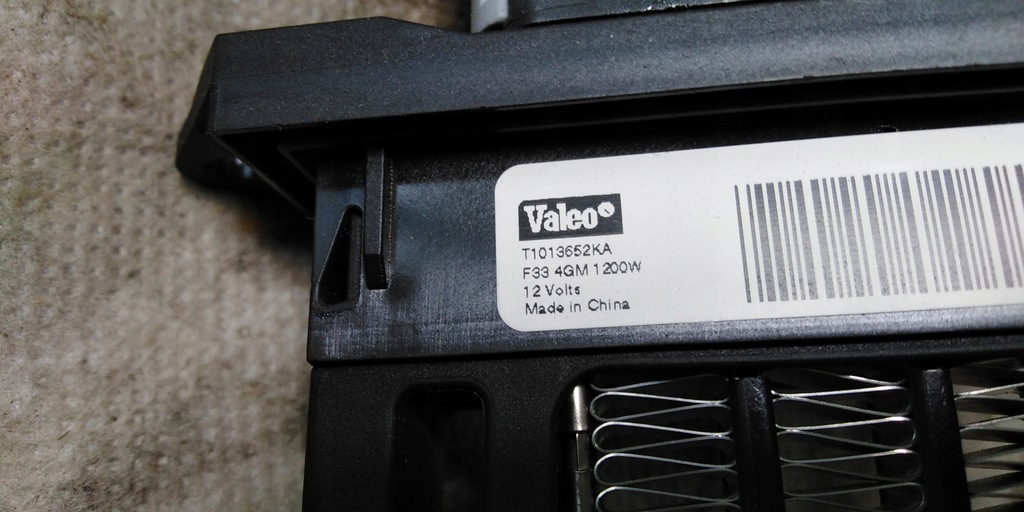 Valeo
T1013652KA
F33 4GM 1200W
12 Volts
Made in China